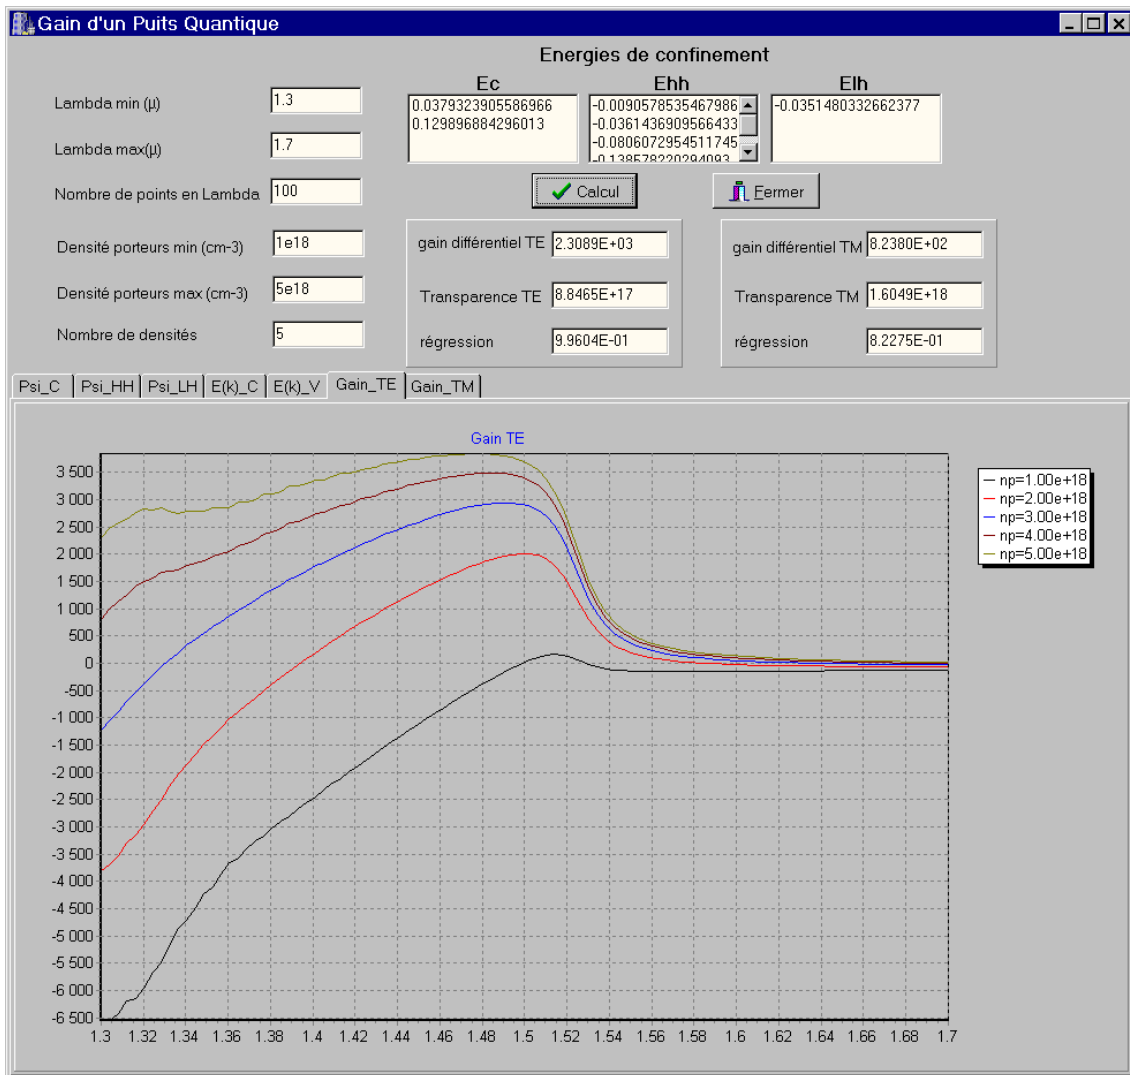 Gain d'un Puits Quantique
Energies de confinement
Ec
Ehh
Elh
Lambda min (µ)
1.3
0.0379323905586966
0.129896884296013
-0.0090578535467986
-0.0361436909566433
-0.0806072954511745
-0.138578220294093
-0.0351480332662377
Lambda max(µ)
1.7
Nombre de points en Lambda
100
Calcul
Fermer
Densité porteurs min (cm-3)
1e18
gain différentiel TE
2.3089E+03
gain différentiel TM
8.2380E+02
Densité porteurs max (cm-3)
5e18
Transparence TE
8.8465E+17
Transparence TM
1.6049E+18
Nombre de densités
5
régression
9.9604E-01
régression
8.2275E-01
Psi_C
Psi_HH
Psi_LH
E(k)_C
E(k)_V
Gain_TE
Gain_TM
Gain TE
3 500
3 000
2 500
2 000
1 500
1 000
500
0
-500
-1 000
-1 500
-2 000
-2 500
-3 000
-3 500
-4 000
-4 500
-5 000
-5 500
-6 000
-6 500
1.3 1.32 1.34 1.36 1.38 1.4 1.42 1.44 1.46 1.48 1.5 1.52 1.54 1.56 1.58 1.6 1.62 1.64 1.66 1.68 1.7
np=1.00e+18
np=2.00e+18
np=3.00e+18
np=4.00e+18
np=5.00e+18